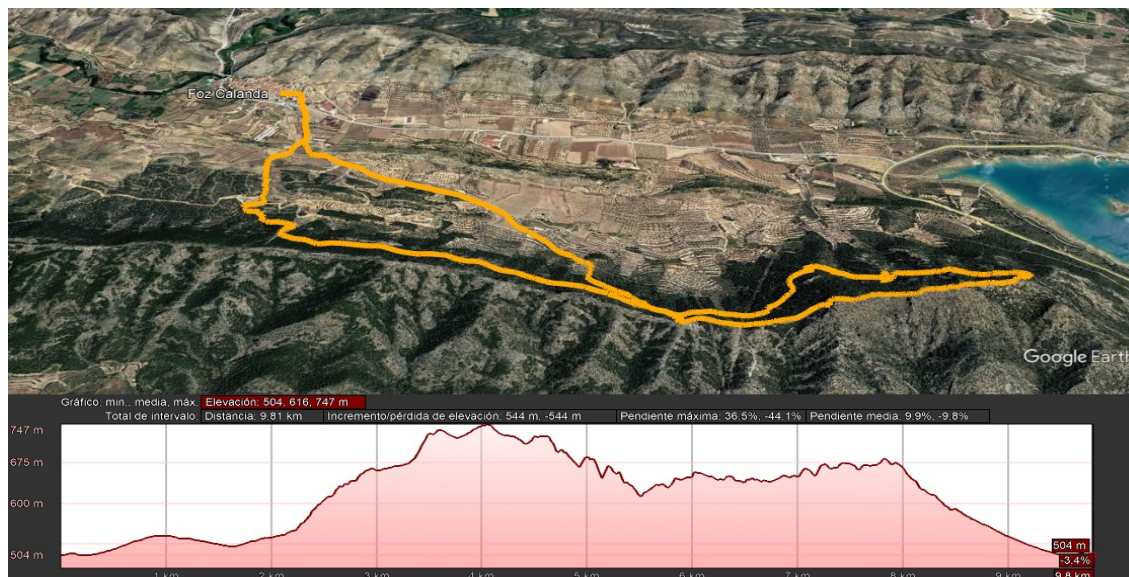 Foz Calanda
Google Earth
Gráfico: min., media, máx. Elevación: 504, 616, 747 m
Total de intervalo: Distancia: 9.81 km Incremento/pérdida de elevación: 544 m, -544 m Pendiente máxima: 36.5%, -44.1% Pendiente media: 9.9%, -9.8%
747 m
675 m
600 m
504 m
504 m
-3.4%
1 km 2 km 3 km 4 km 5 km 6 km 7 km 8 km 9 km 9.8 km